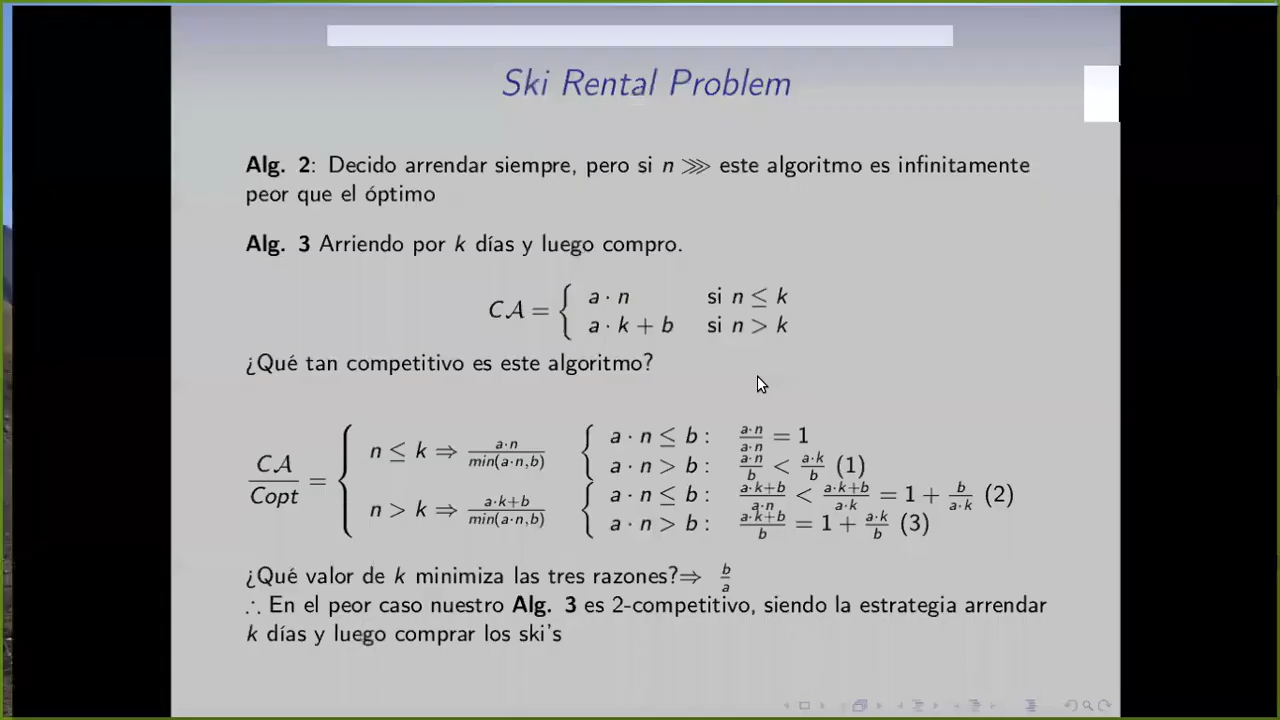 Ski Rental Problem
Alg. 2: Decido arrendar siempre, pero si n ⋙ este algoritmo es infinitamente
peor que el óptimo
Alg. 3 Arriendo por k días y luego compro.
CA = { a · n si n ≤ k
a · k + b si n > k
¿Qué tan competitivo es este algoritmo?
CA/Copt = { n ≤ k ⇒ a·n/min(a·n,b) { a · n ≤ b : a·n/a·n = 1
a · n > b : a·n/b < a·k/b (1)
n > k ⇒ a·k+b/min(a·n,b) { a · n ≤ b : a·k+b/a·n < a·k+b/a·k = 1 + b/a·k (2)
a · n > b : a·k+b/b = 1 + a·k/b (3)
¿Qué valor de k minimiza las tres razones?⇒ b/a
∴ En el peor caso nuestro Alg. 3 es 2-competitivo, siendo la estrategia arrendar
k días y luego comprar los ski's